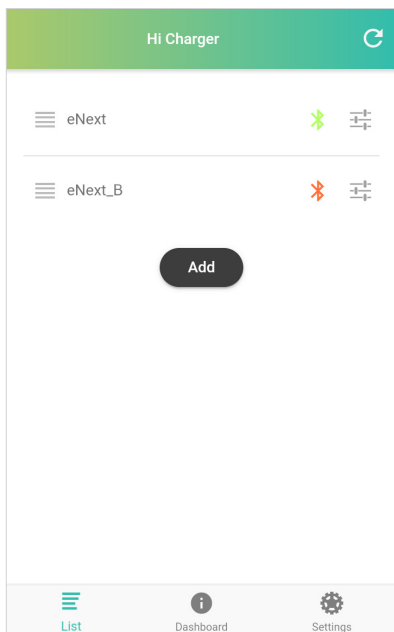 Hi Charger
eNext
eNext_B
Add
List
Dashboard
Settings